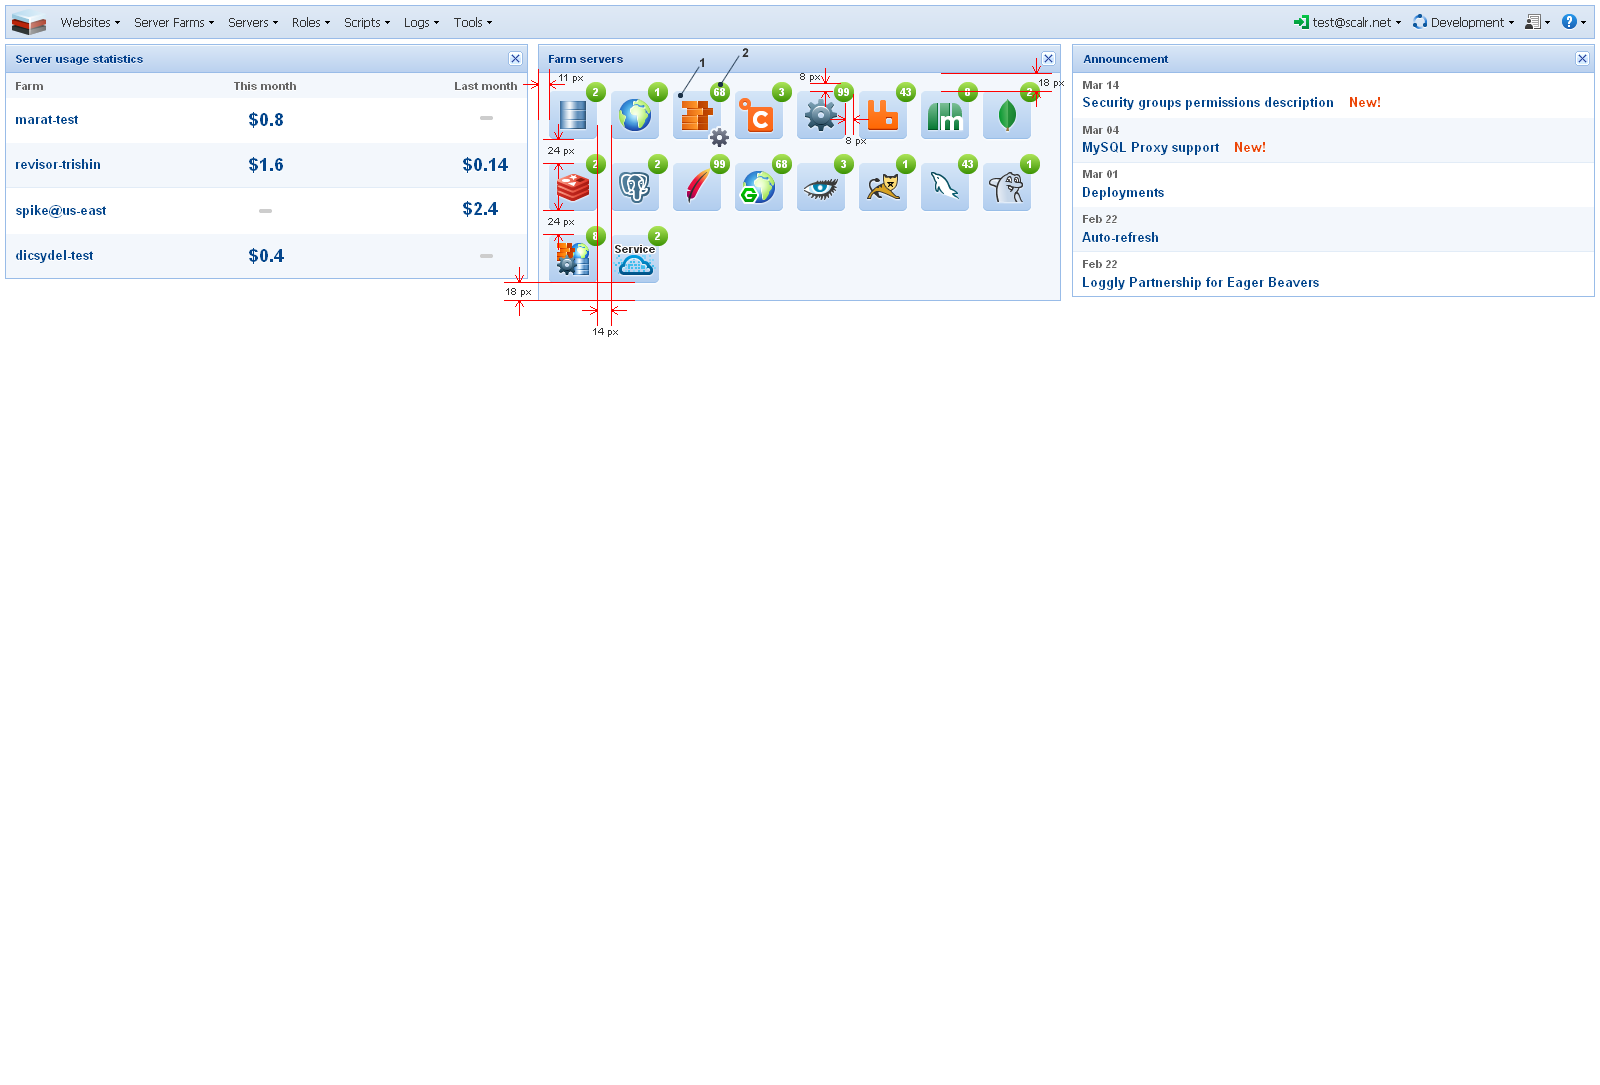 Websites Server Farms Servers Roles Scripts Logs Tools test@scalr.net Development ?
Server usage statistics
Farm This month Last month
marat-test $0.8
revisor-trishin $1.6 $0.14
spike@us-east $2.4
dicsydel-test $0.4
Farm servers
1 2
11 px 8 px 18 px
2 1 68 3 99 43 8 2
C m
8 px
24 px
2 2 99 68 3 1 43 1
G
24 px
8 2
Service
18 px
14 px
Announcement
Mar 14
Security groups permissions description New!
Mar 04
MySQL Proxy support New!
Mar 01
Deployments
Feb 22
Auto-refresh
Feb 22
Loggly Partnership for Eager Beavers